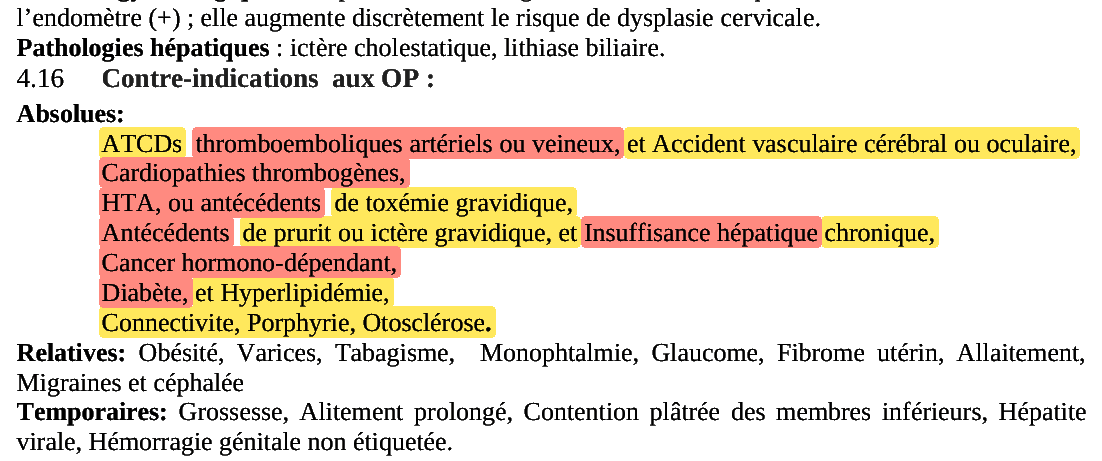 l’endomètre (+) ; elle augmente discrètement le risque de dysplasie cervicale.
Pathologies hépatiques : ictère cholestatique, lithiase biliaire.
4.16 Contre-indications aux OP :
Absolues:
ATCDs thromboemboliques artériels ou veineux, et Accident vasculaire cérébral ou oculaire,
Cardiopathies thrombogènes,
HTA, ou antécédents de toxémie gravidique,
Antécédents de prurit ou ictère gravidique, et Insuffisance hépatique chronique,
Cancer hormono-dépendant,
Diabète, et Hyperlipidémie,
Connectivite, Porphyrie, Otosclérose.
Relatives: Obésité, Varices, Tabagisme, Monophtalmie, Glaucome, Fibrome utérin, Allaitement,
Migraines et céphalée
Temporaires: Grossesse, Alitement prolongé, Contention plâtrée des membres inférieurs, Hépatite
virale, Hémorragie génitale non étiquetée.